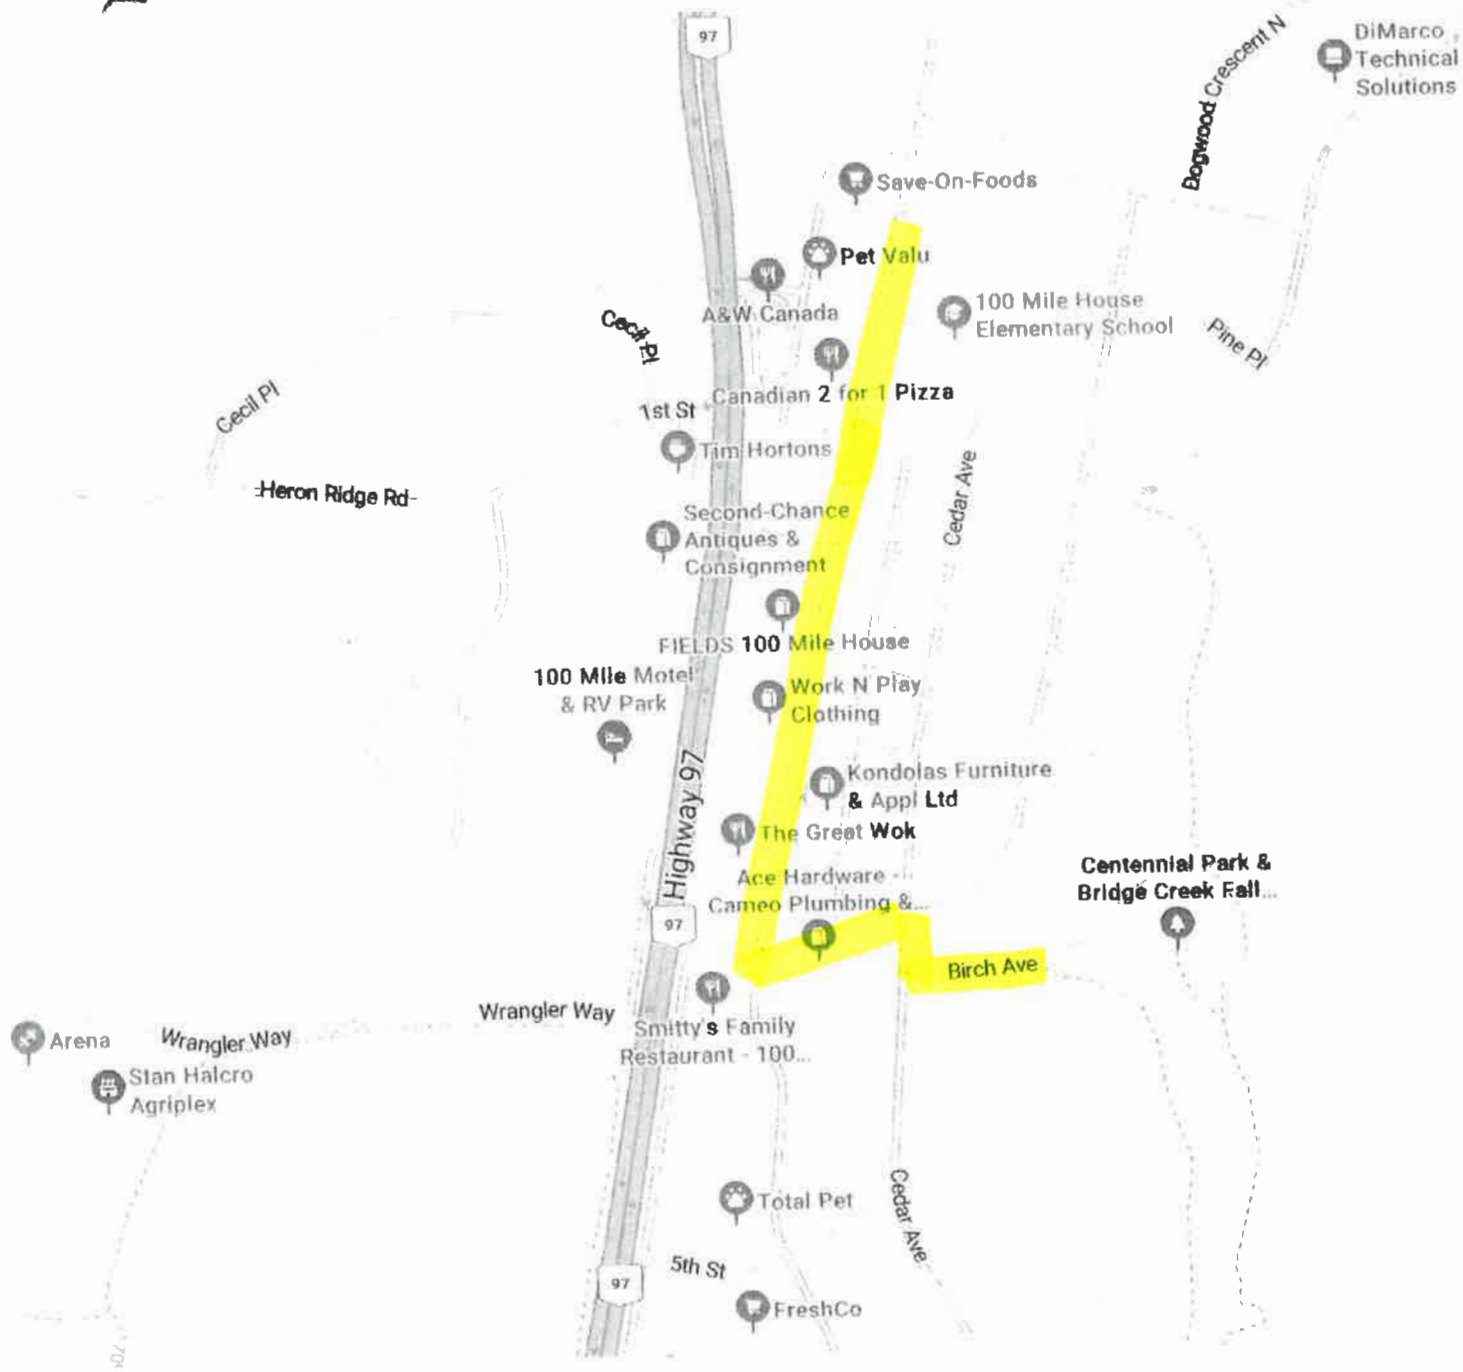 97
DiMarco
Technical
Solutions
Dogwood Crescent N
Save-On-Foods
Pet Valu
A&W Canada
100 Mile House
Elementary School
Cecil Pl
Pine Pl
Cecil Pl
Canadian 2 for 1 Pizza
1st St
Tim Hortons
Cedar Ave
Heron Ridge Rd
Second-Chance
Antiques &
Consignment
FIELDS 100 Mile House
100 Mile Motel
& RV Park
Work N Play
Clothing
Highway 97
Kondolas Furniture
& Appl Ltd
The Great Wok
Ace Hardware -
Cameo Plumbing &...
Centennial Park &
Bridge Creek Fall...
97
Birch Ave
Wrangler Way
Smitty's Family
Restaurant - 100...
Arena
Wrangler Way
Stan Halcro
Agriplex
Total Pet
Cedar Ave
5th St
97
FreshCo